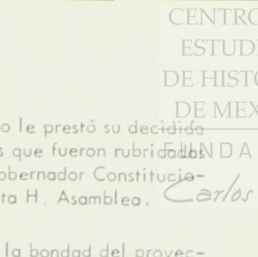 CENTRO
ESTUDI
DE HISTO
DE MEX
FUNDA
Carlos
o le prestó su decidida
s que fueron rubricadas
obernador Constitucio-
ta H. Asamblea.
la bondad del proyec-